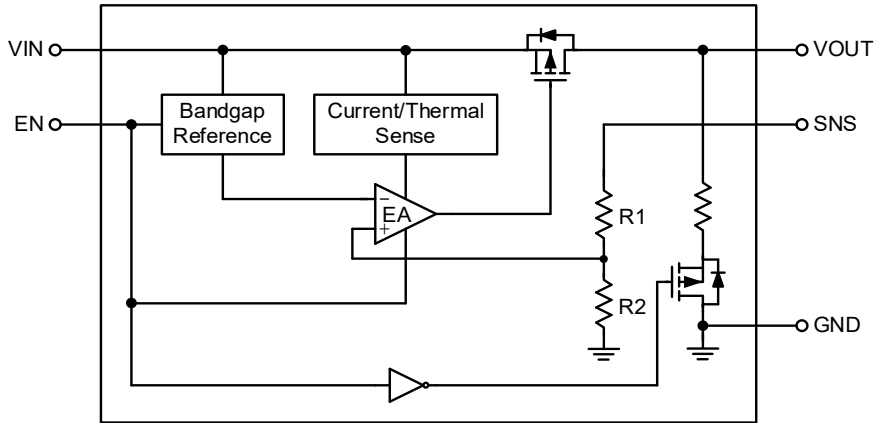 VIN
VOUT
Bandgap
Reference
Current/Thermal
Sense
EN
SNS
−
EA
+
R1
R2
GND